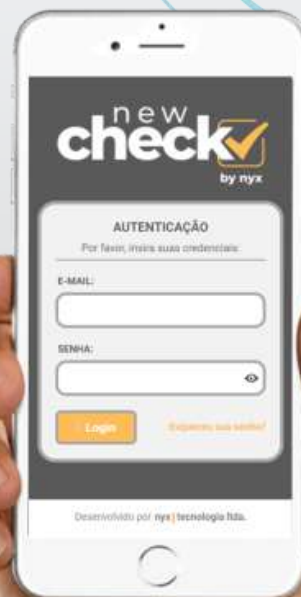 new
check
by nyx
AUTENTICAÇÃO
Por favor, insira suas credenciais:
E-MAIL:
SENHA:
Login
Esqueceu sua senha?
Desenvolvido por nyx | tecnologia ltda.